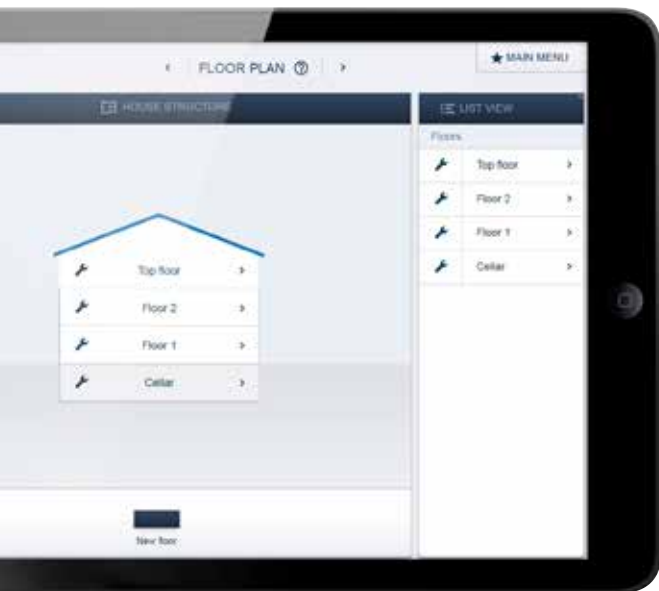 FLOOR PLAN
MAIN MENU
HOUSE STRUCTURE
LIST VIEW
Floors
Top floor
Floor 2
Floor 1
Cellar
Top floor
Floor 2
Floor 1
Cellar
New floor